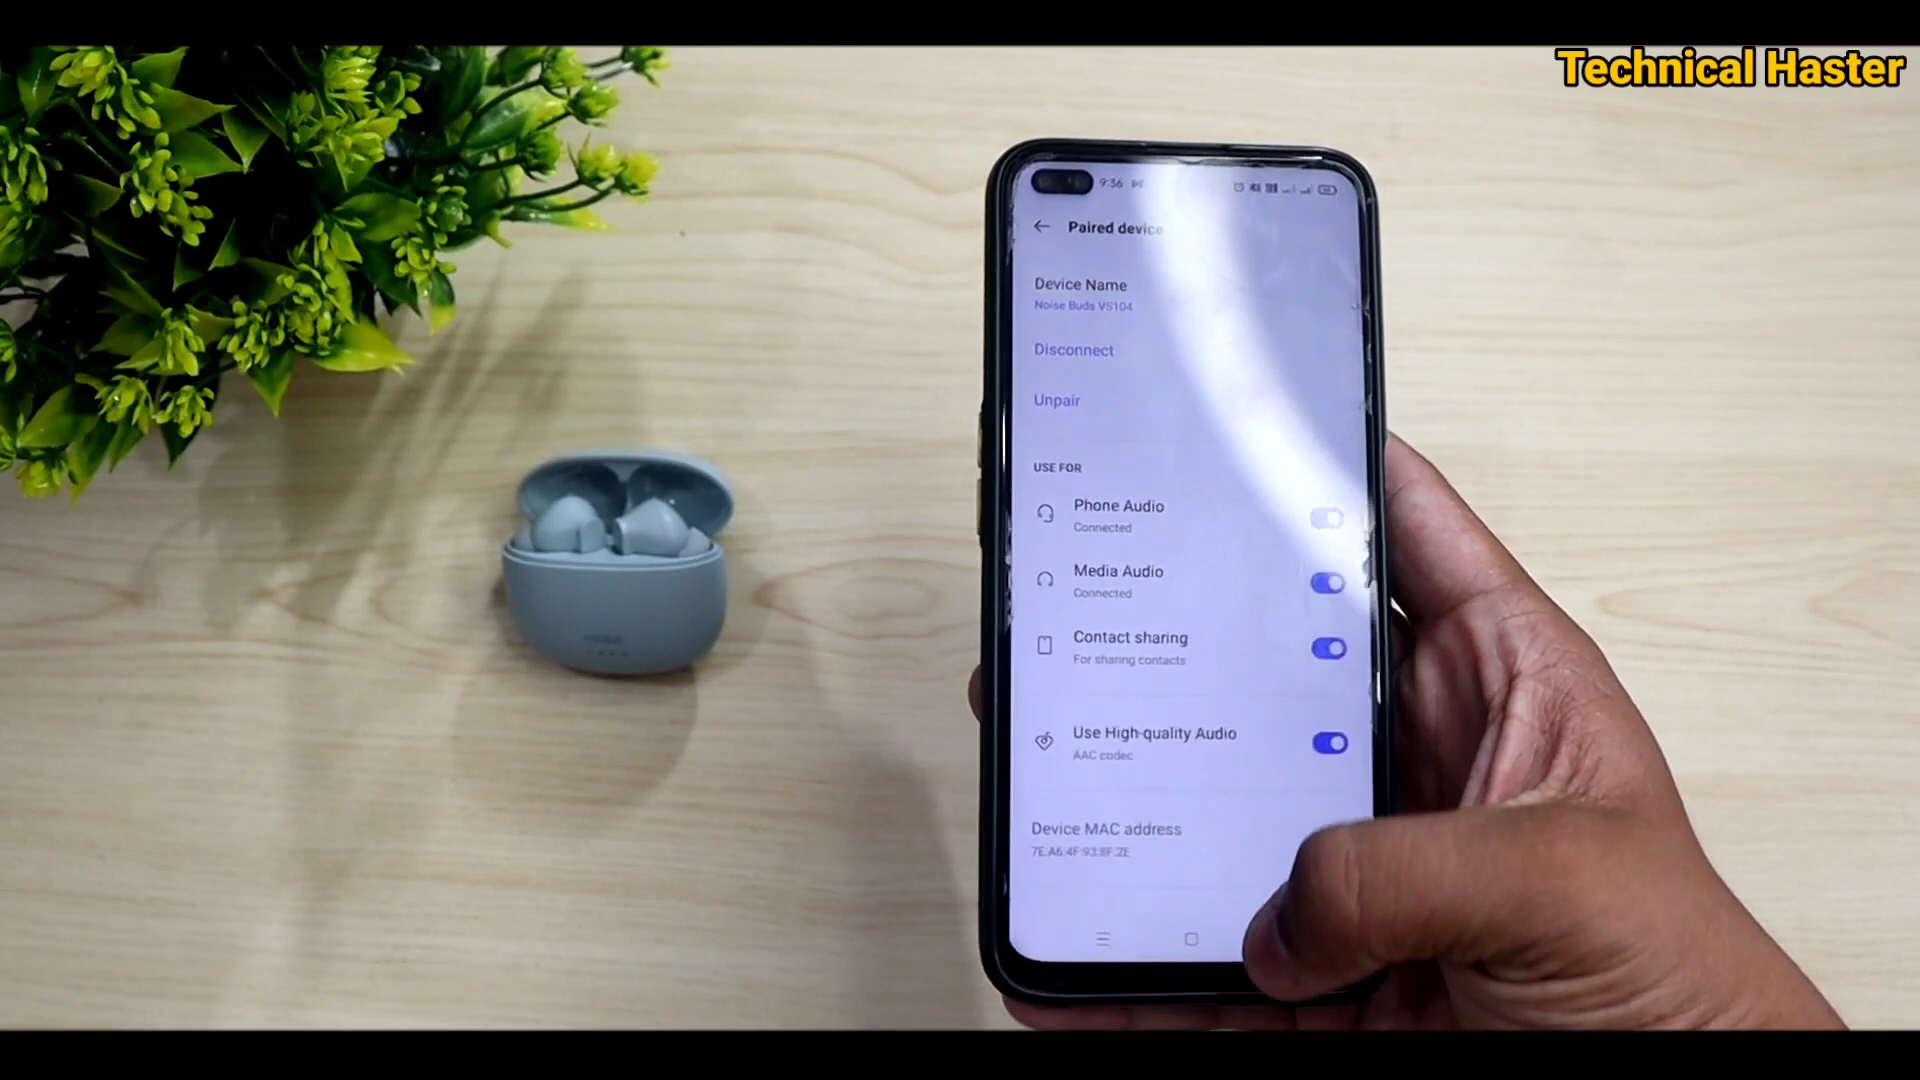 Technical Haster
9:36
Paired device
Device Name
Noise Buds VS104
Disconnect
Unpair
USE FOR
Phone Audio
Connected
Media Audio
Connected
Contact sharing
For sharing contacts
Use High-quality Audio
AAC codec
Device MAC address
7E:A6:4F:93:8F:2E